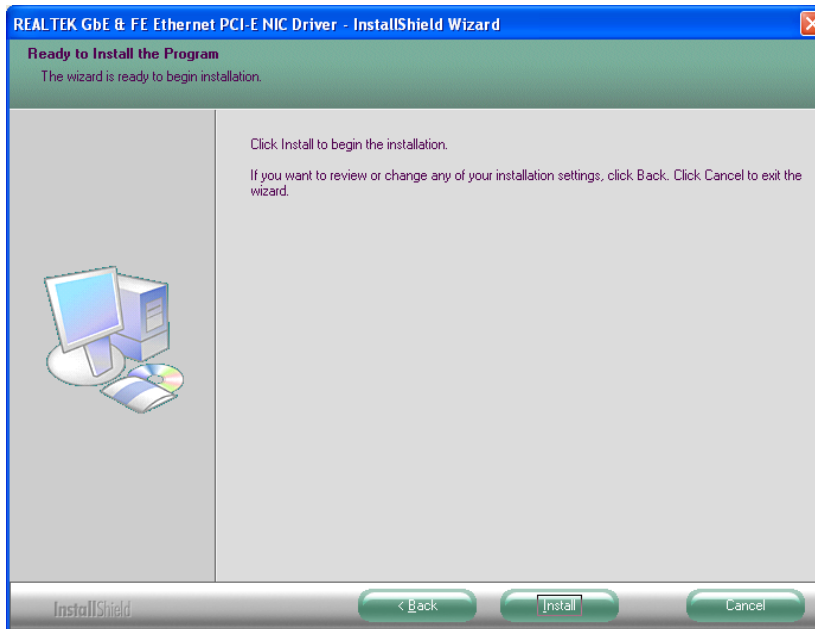 REALTEK GbE & FE Ethernet PCI-E NIC Driver - InstallShield Wizard
Ready to Install the Program
The wizard is ready to begin installation.
Click Install to begin the installation.
If you want to review or change any of your installation settings, click Back. Click Cancel to exit the
wizard.
InstallShield
< Back
Install
Cancel